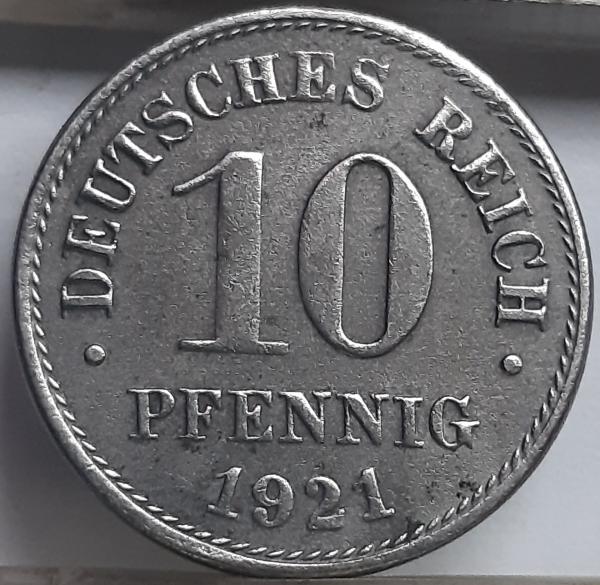 • DEUTSCHES REICH •
10
PFENNIG
1921